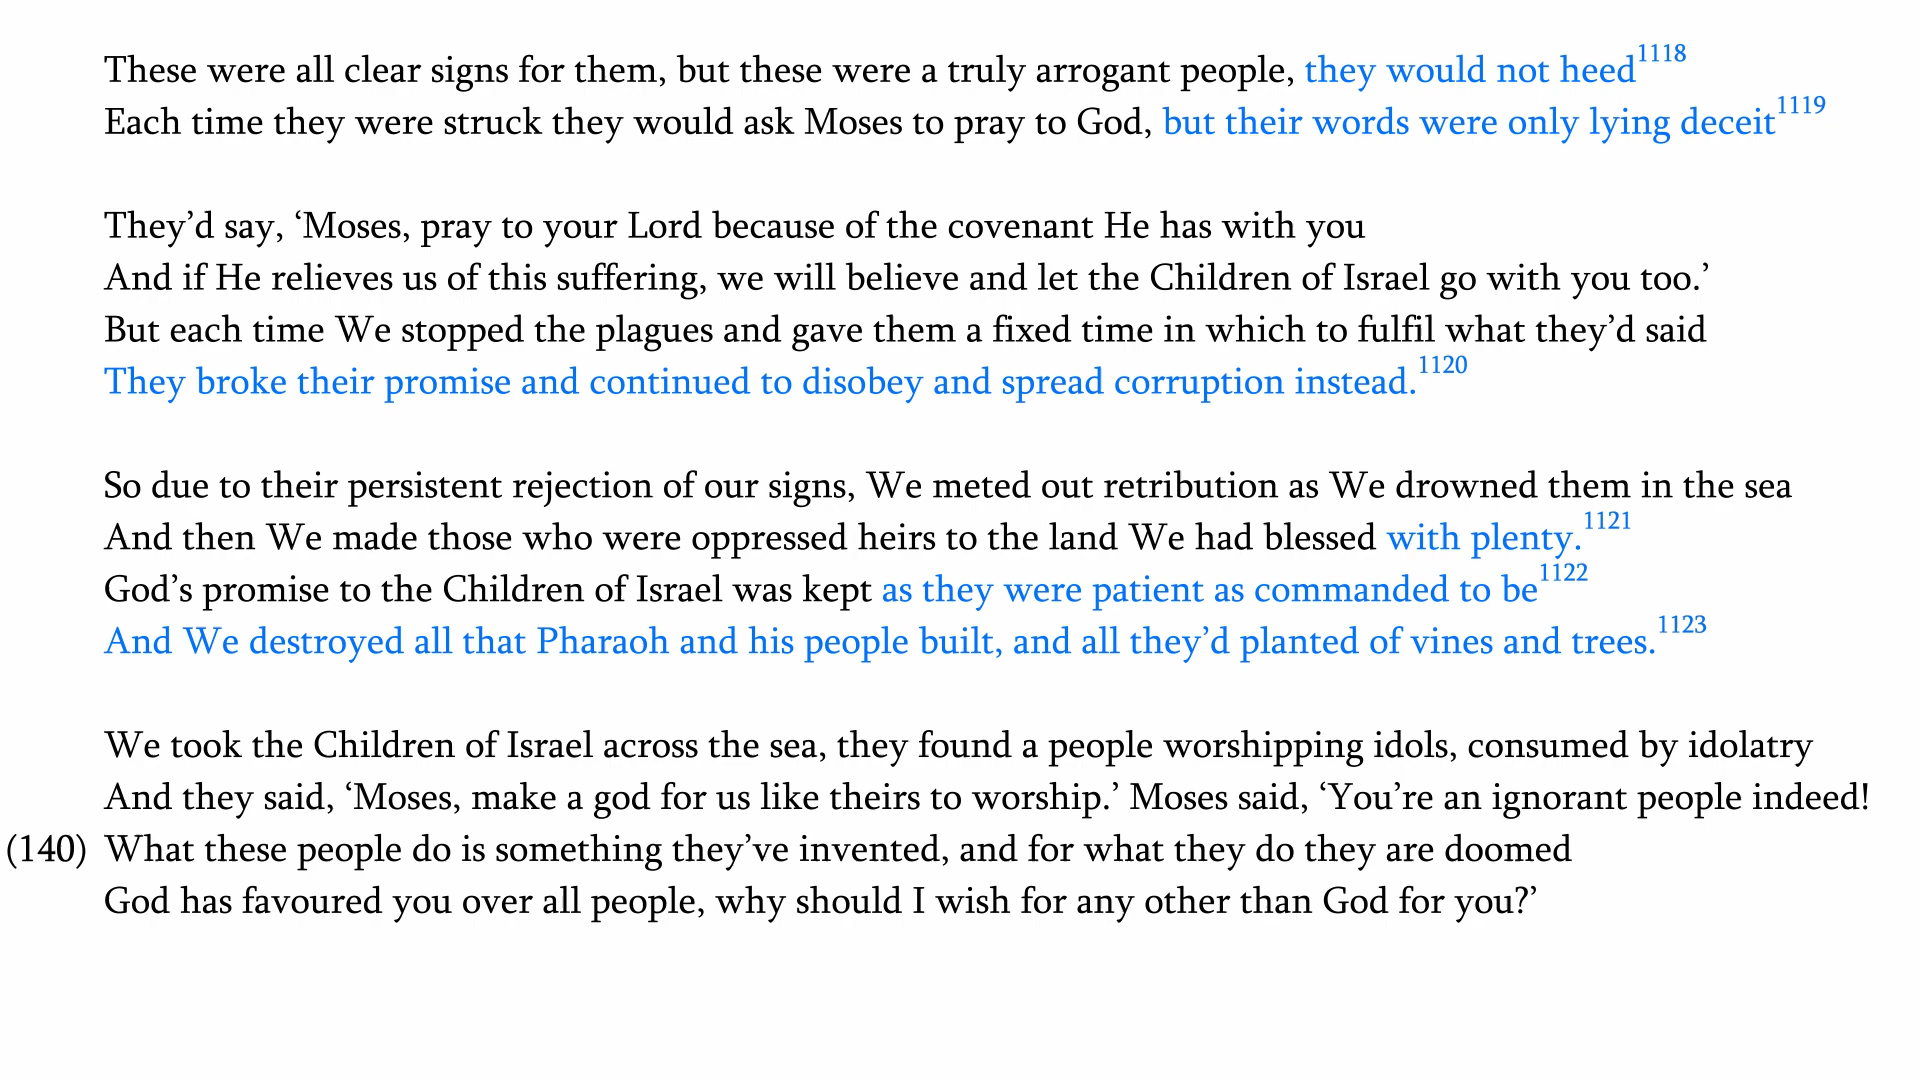 These were all clear signs for them, but these were a truly arrogant people, they would not heed1118
Each time they were struck they would ask Moses to pray to God, but their words were only lying deceit1119
They’d say, ‘Moses, pray to your Lord because of the covenant He has with you
And if He relieves us of this suffering, we will believe and let the Children of Israel go with you too.’
But each time We stopped the plagues and gave them a fixed time in which to fulfil what they’d said
They broke their promise and continued to disobey and spread corruption instead.1120
So due to their persistent rejection of our signs, We meted out retribution as We drowned them in the sea
And then We made those who were oppressed heirs to the land We had blessed with plenty.1121
God’s promise to the Children of Israel was kept as they were patient as commanded to be1122
And We destroyed all that Pharaoh and his people built, and all they’d planted of vines and trees.1123
We took the Children of Israel across the sea, they found a people worshipping idols, consumed by idolatry
And they said, ‘Moses, make a god for us like theirs to worship.’ Moses said, ‘You’re an ignorant people indeed!
(140) What these people do is something they’ve invented, and for what they do they are doomed
God has favoured you over all people, why should I wish for any other than God for you?’